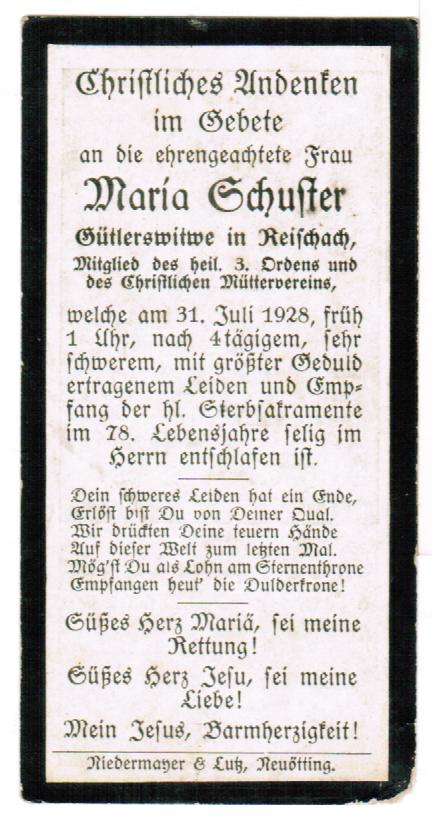 Christliches Andenken
im Gebete
an die ehrengeachtete Frau
Maria Schuster
Gütlerswitwe in Reischach,
Mitglied des heil. 3. Ordens und
des Christlichen Müttervereins,
welche am 31. Juli 1928, früh
1 Uhr, nach 4tägigem, sehr
schwerem, mit größter Geduld
ertragenem Leiden und Emp-
fang der hl. Sterbsakramente
im 78. Lebensjahre selig im
Herrn entschlafen ist.
Dein schweres Leiden hat ein Ende,
Erlöst bist Du von Deiner Qual.
Wir drückten Deine teuern Hände
Auf dieser Welt zum letzten Mal.
Mög'st Du als Lohn am Sternenthrone
Empfangen heut' die Dulderkrone!
Süßes Herz Mariä, sei meine
Rettung!
Süßes Herz Jesu, sei meine
Liebe!
Mein Jesus, Barmherzigkeit!
Niedermayer & Lutz, Neuötting.